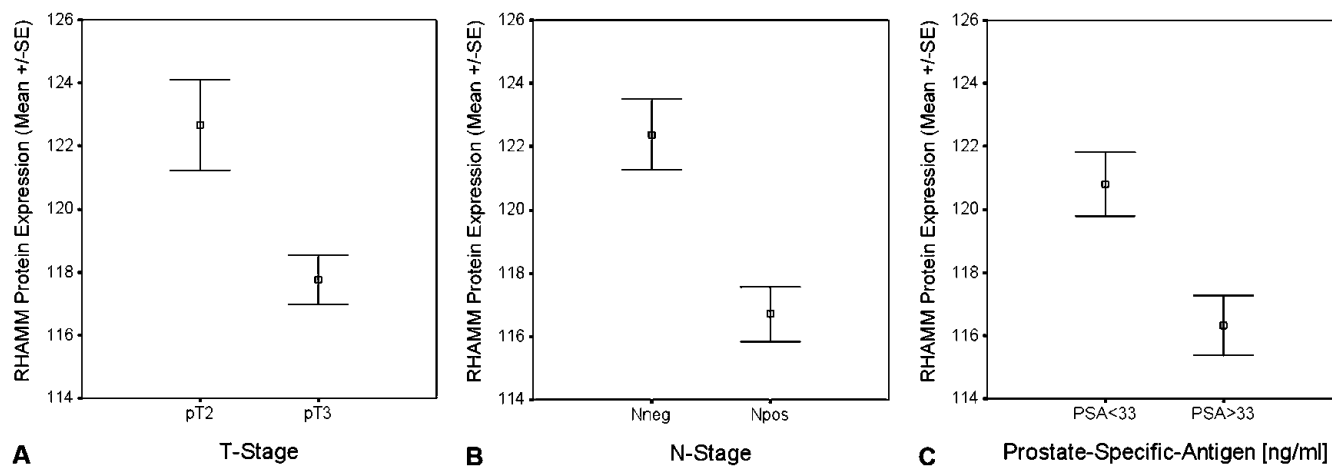 RHAMM Protein Expression (Mean +/-SE)
126
124
122
120
118
116
114
pT2
pT3
A
T-Stage
RHAMM Protein Expression (Mean +/-SE)
126
124
122
120
118
116
114
Nneg
Npos
B
N-Stage
RHAMM Protein Expression (Mean +/-SE)
126
124
122
120
118
116
114
PSA<33
PSA>33
C
Prostate-Specific-Antigen [ng/ml]